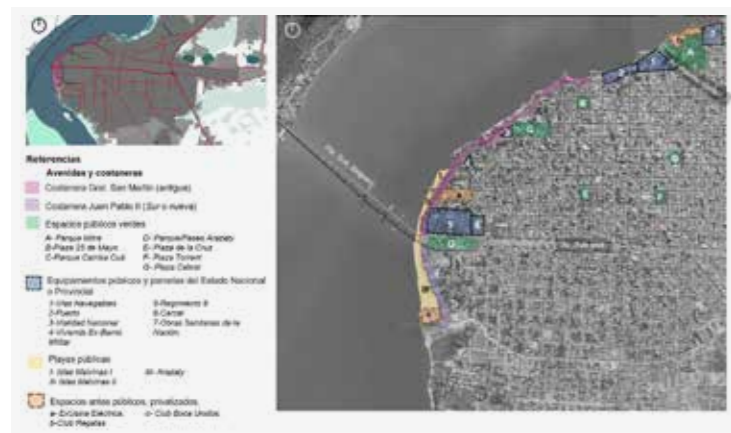 Referencias
Avenidas y costaneras
Costanera Gral. San Martín (antigua)
Costanera Juan Pablo II (Sur o nueva)
Espacios públicos verdes
A- Parque Mitre
B-Plaza 25 de Mayo
C-Parque Camba Cuá
D- Parque/Paseo Arazaty
E- Plaza de la Cruz
F- Plaza Torrent
G- Plaza Cabral
Equipamientos públicos y parcelas del Estado Nacional
o Provincial
1-Vías Navegables
2-Puerto
3-Vialidad Nacional
4-Vivienda Ex-Barrio
Militar
5-Regimiento 9
6-Cárcel
7-Obras Sanitarias de la
Nación
Playas públicas
I- Islas Malvinas I
II- Islas Malvinas II
III- Arazaty
Espacios antes públicos, privatizados.
a- Ex-Usina Eléctrica.
b-Club Regatas
c- Club Boca Unidos